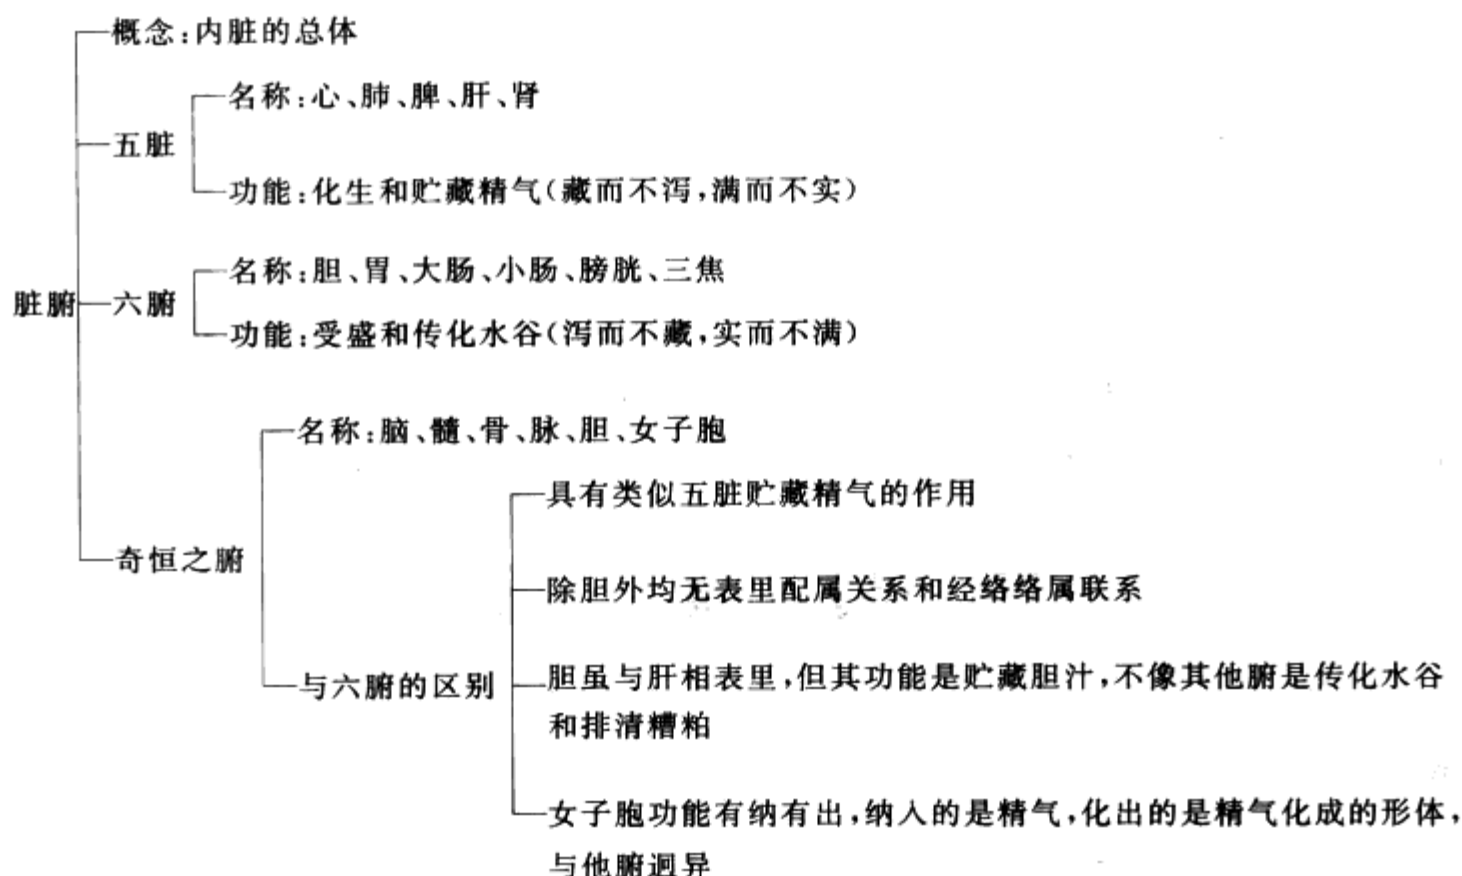 概念:内脏的总体
名称:心、肺、脾、肝、肾
五脏
功能:化生和贮藏精气(藏而不泻,满而不实)
名称:胆、胃、大肠、小肠、膀胱、三焦
脏腑
六腑
功能:受盛和传化水谷(泻而不藏,实而不满)
名称:脑、髓、骨、脉、胆、女子胞
具有类似五脏贮藏精气的作用
奇恒之腑
除胆外均无表里配属关系和经络络属联系
与六腑的区别
胆虽与肝相表里,但其功能是贮藏胆汁,不像其他腑是传化水谷
和排清糟粕
女子胞功能有纳有出,纳入的是精气,化出的是精气化成的形体,
与他腑迥异